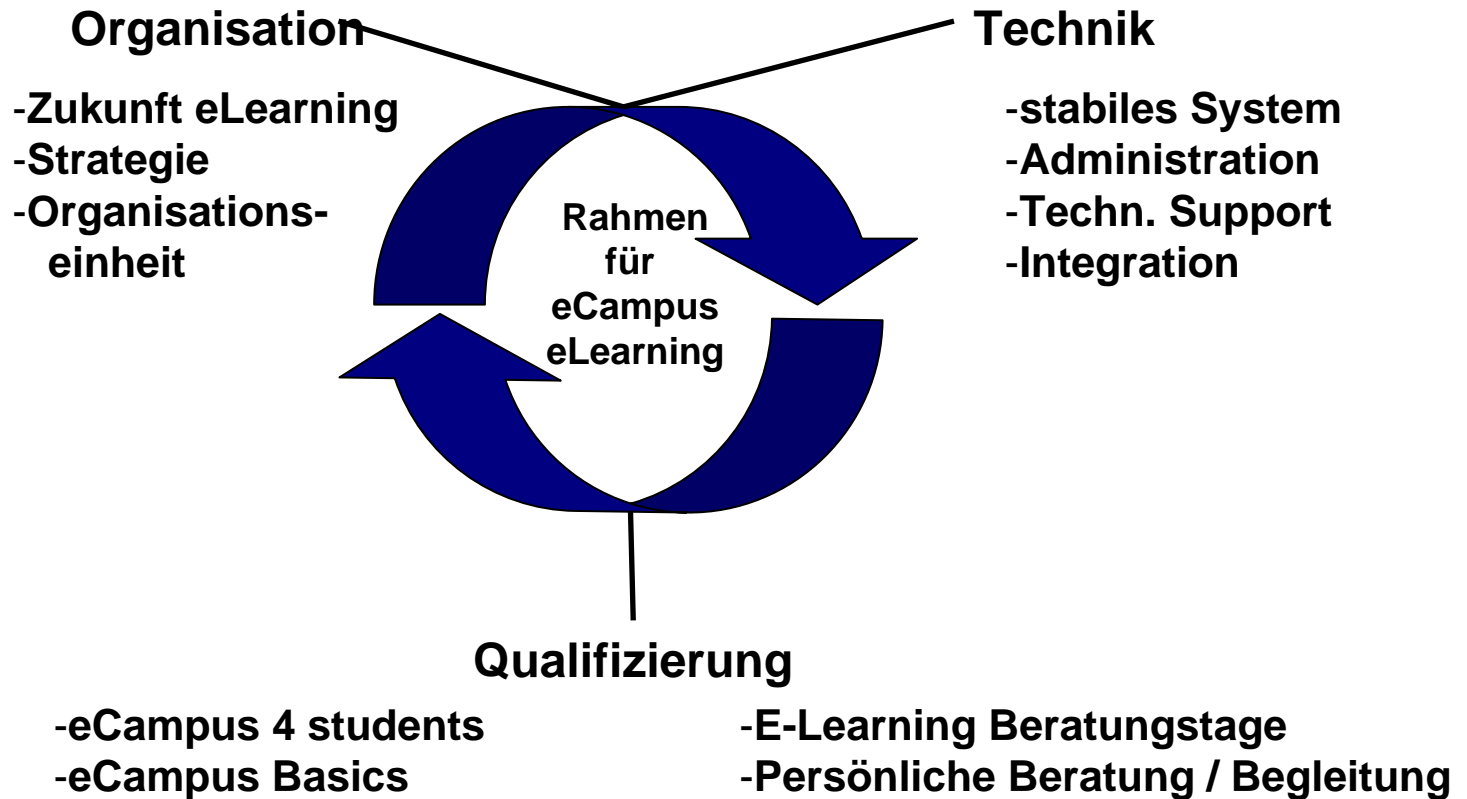 Organisation
-Zukunft eLearning
-Strategie
-Organisations-
einheit
Technik
-stabiles System
-Administration
-Techn. Support
-Integration
Rahmen
für
eCampus
eLearning
Qualifizierung
-eCampus 4 students
-eCampus Basics
-E-Learning Beratungstage
-Persönliche Beratung / Begleitung